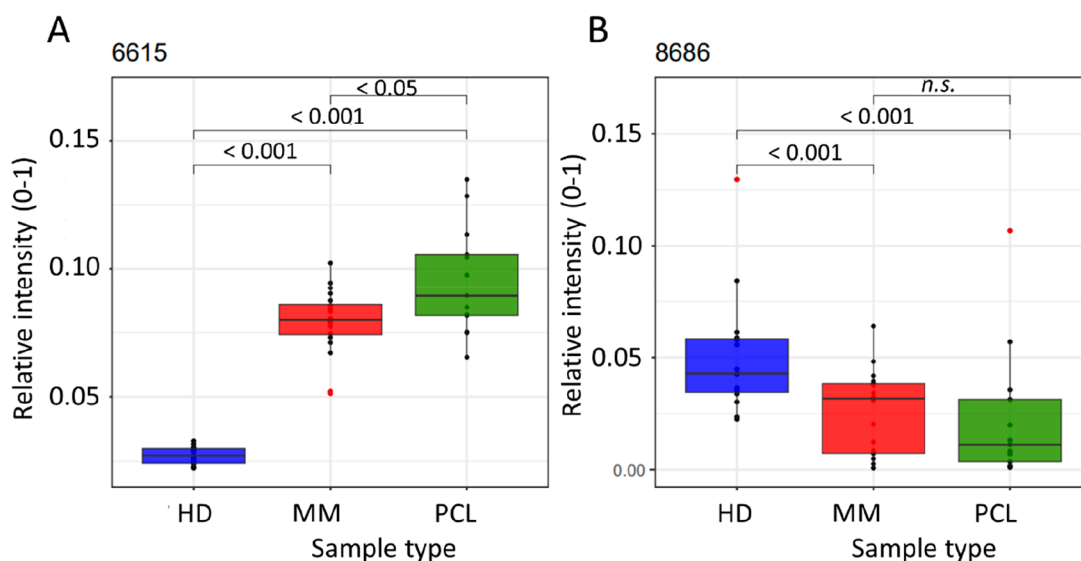 A
6615
Relative intensity (0-1)
0.15
0.10
0.05
< 0.05
< 0.001
< 0.001
HD MM PCL
Sample type
B
8686
Relative intensity (0-1)
0.15
0.10
0.05
0.00
n.s.
< 0.001
< 0.001
HD MM PCL
Sample type